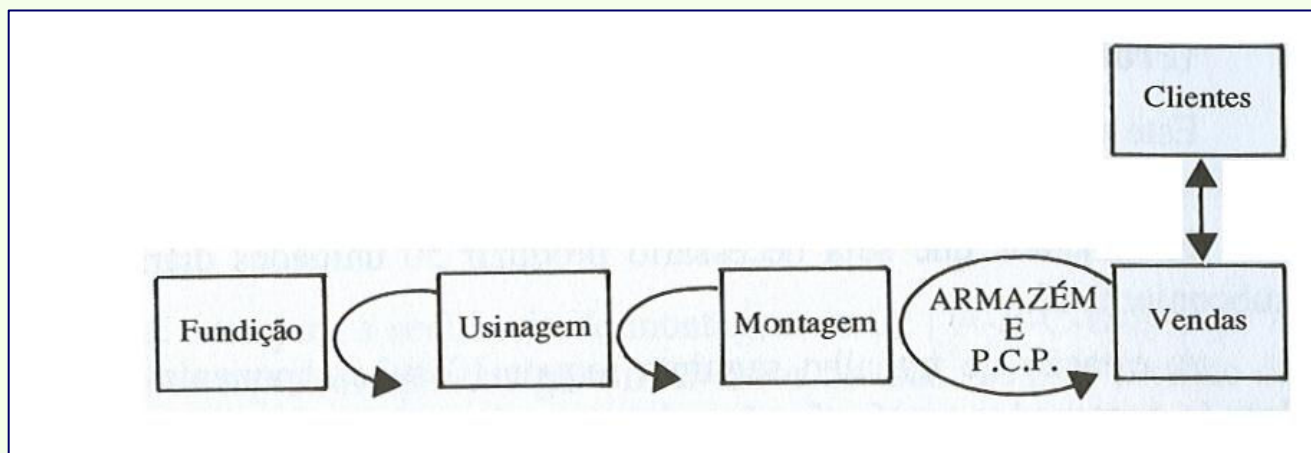 Clientes
Fundição
Usinagem
Montagem
ARMAZÉM
E
P.C.P.
Vendas